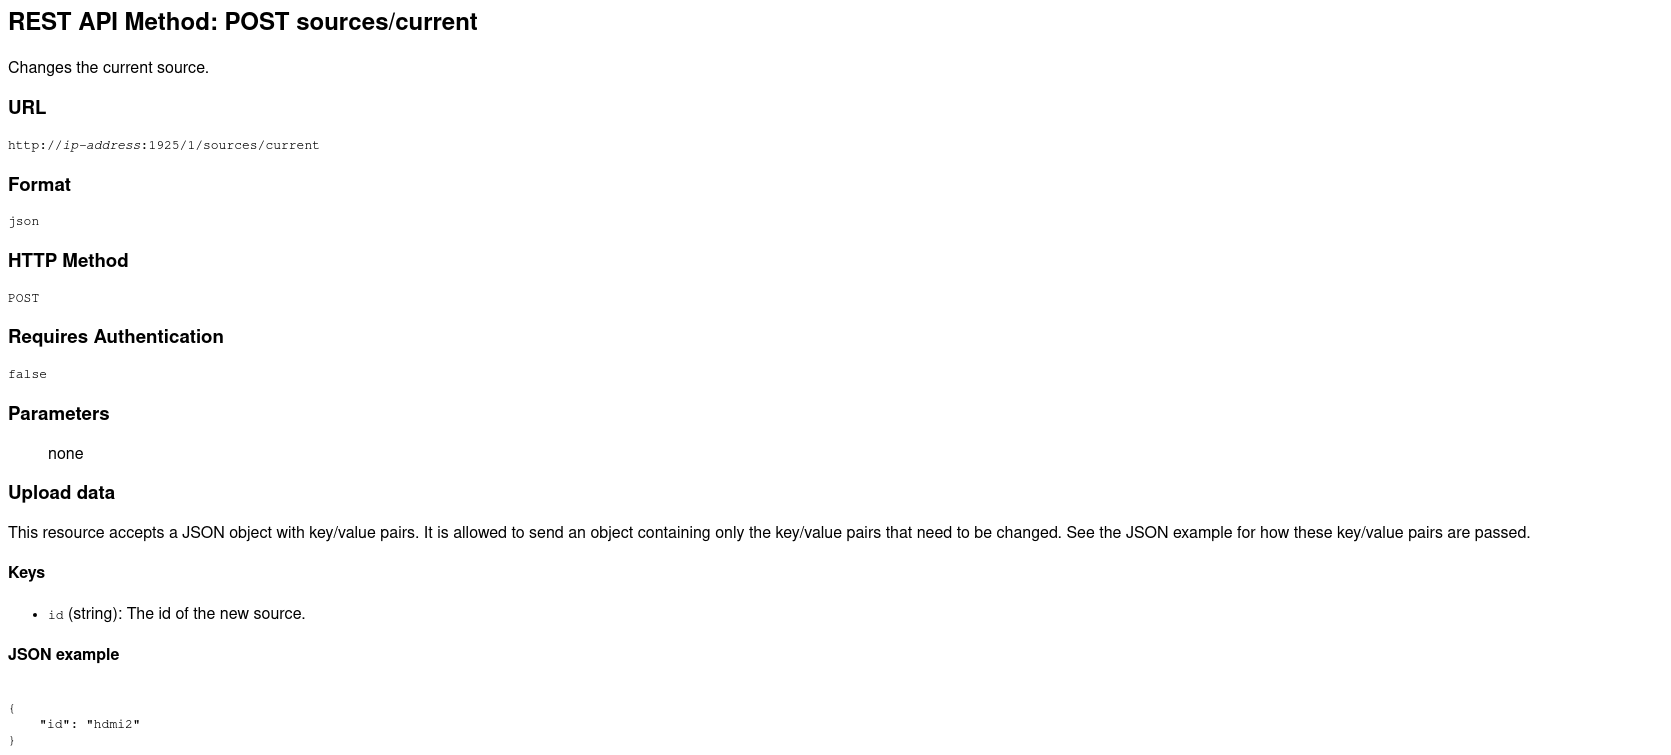 REST API Method: POST sources/current
Changes the current source.
URL
http://ip-address:1925/1/sources/current
Format
json
HTTP Method
POST
Requires Authentication
false
Parameters
none
Upload data
This resource accepts a JSON object with key/value pairs. It is allowed to send an object containing only the key/value pairs that need to be changed. See the JSON example for how these key/value pairs are passed.
Keys
• id (string): The id of the new source.
JSON example
{
    "id": "hdmi2"
}